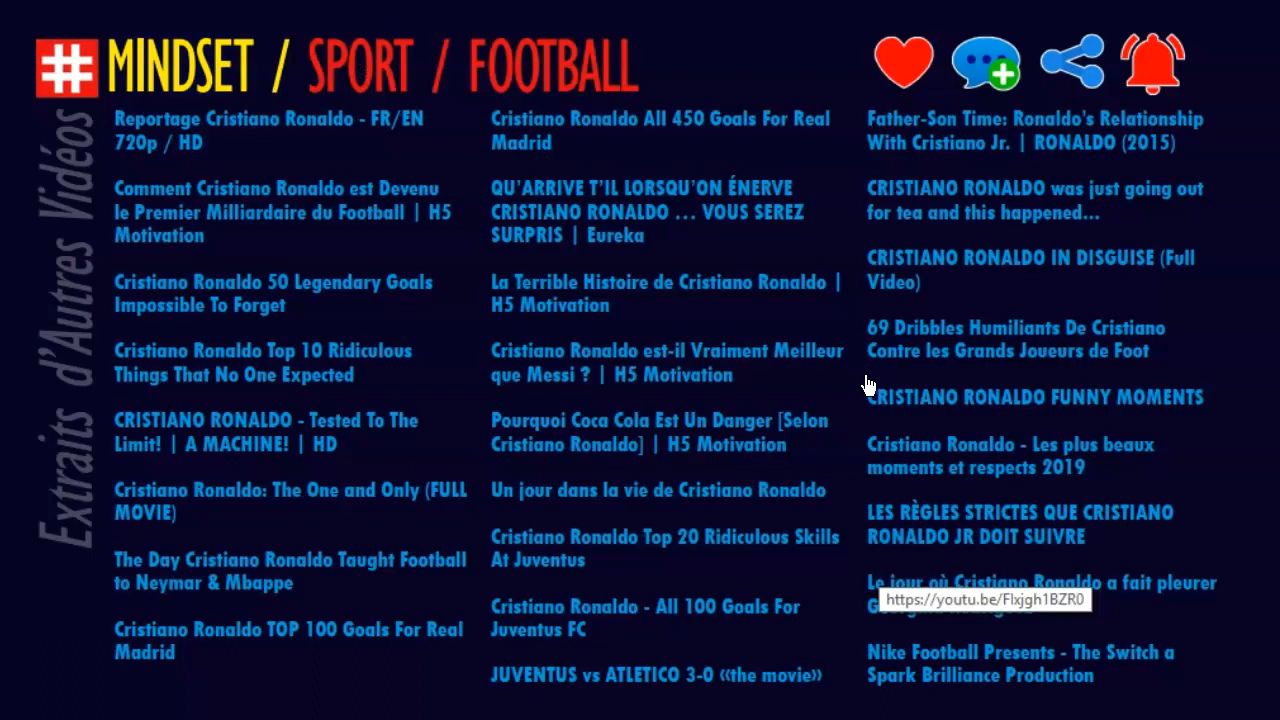 # MINDSET / SPORT / FOOTBALL
Extraits d'Autres Vidéos
Reportage Cristiano Ronaldo - FR/EN
720p / HD
Comment Cristiano Ronaldo est Devenu
le Premier Milliardaire du Football | H5
Motivation
Cristiano Ronaldo 50 Legendary Goals
Impossible To Forget
Cristiano Ronaldo Top 10 Ridiculous
Things That No One Expected
CRISTIANO RONALDO - Tested To The
Limit! | A MACHINE! | HD
Cristiano Ronaldo: The One and Only (FULL
MOVIE)
The Day Cristiano Ronaldo Taught Football
to Neymar & Mbappe
Cristiano Ronaldo TOP 100 Goals For Real
Madrid
Cristiano Ronaldo All 450 Goals For Real
Madrid
QU'ARRIVE T'IL LORSQU'ON ÉNERVE
CRISTIANO RONALDO ... VOUS SEREZ
SURPRIS | Eureka
La Terrible Histoire de Cristiano Ronaldo |
H5 Motivation
Cristiano Ronaldo est-il Vraiment Meilleur
que Messi ? | H5 Motivation
Pourquoi Coca Cola Est Un Danger [Selon
Cristiano Ronaldo] | H5 Motivation
Un jour dans la vie de Cristiano Ronaldo
Cristiano Ronaldo Top 20 Ridiculous Skills
At Juventus
Cristiano Ronaldo - All 100 Goals For
Juventus FC
JUVENTUS vs ATLETICO 3-0 «the movie»
Father-Son Time: Ronaldo's Relationship
With Cristiano Jr. | RONALDO (2015)
CRISTIANO RONALDO was just going out
for tea and this happened...
CRISTIANO RONALDO IN DISGUISE (Full
Video)
69 Dribbles Humiliants De Cristiano
Contre les Grands Joueurs de Foot
CRISTIANO RONALDO FUNNY MOMENTS
Cristiano Ronaldo - Les plus beaux
moments et respects 2019
LES RÈGLES STRICTES QUE CRISTIANO
RONALDO JR DOIT SUIVRE
Le jour où Cristiano Ronaldo a fait pleurer
https://youtu.be/Flxjgh1BZR0
Nike Football Presents - The Switch a
Spark Brilliance Production